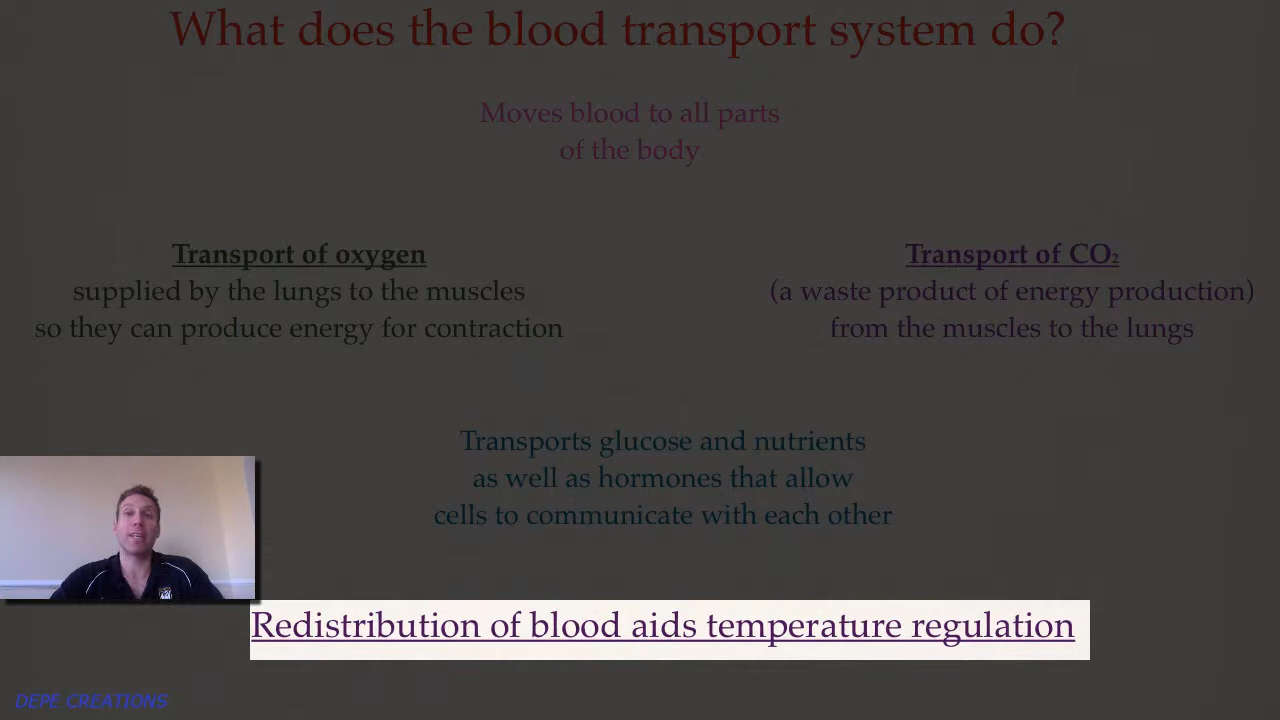 What does the blood transport system do?
Moves blood to all parts
of the body
Transport of oxygen
supplied by the lungs to the muscles
so they can produce energy for contraction
Transport of CO₂
(a waste product of energy production)
from the muscles to the lungs
Transports glucose and nutrients
as well as hormones that allow
cells to communicate with each other
Redistribution of blood aids temperature regulation
DEPE CREATIONS